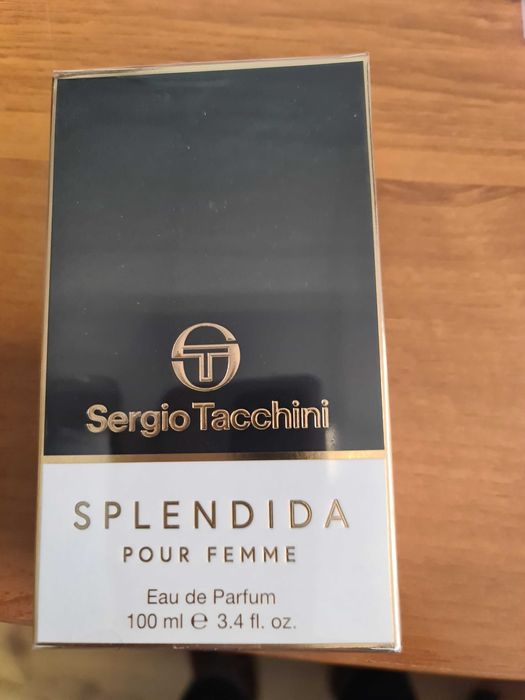 Sergio Tacchini
SPLENDIDA
POUR FEMME
Eau de Parfum
100 ml ℮ 3.4 fl. oz.